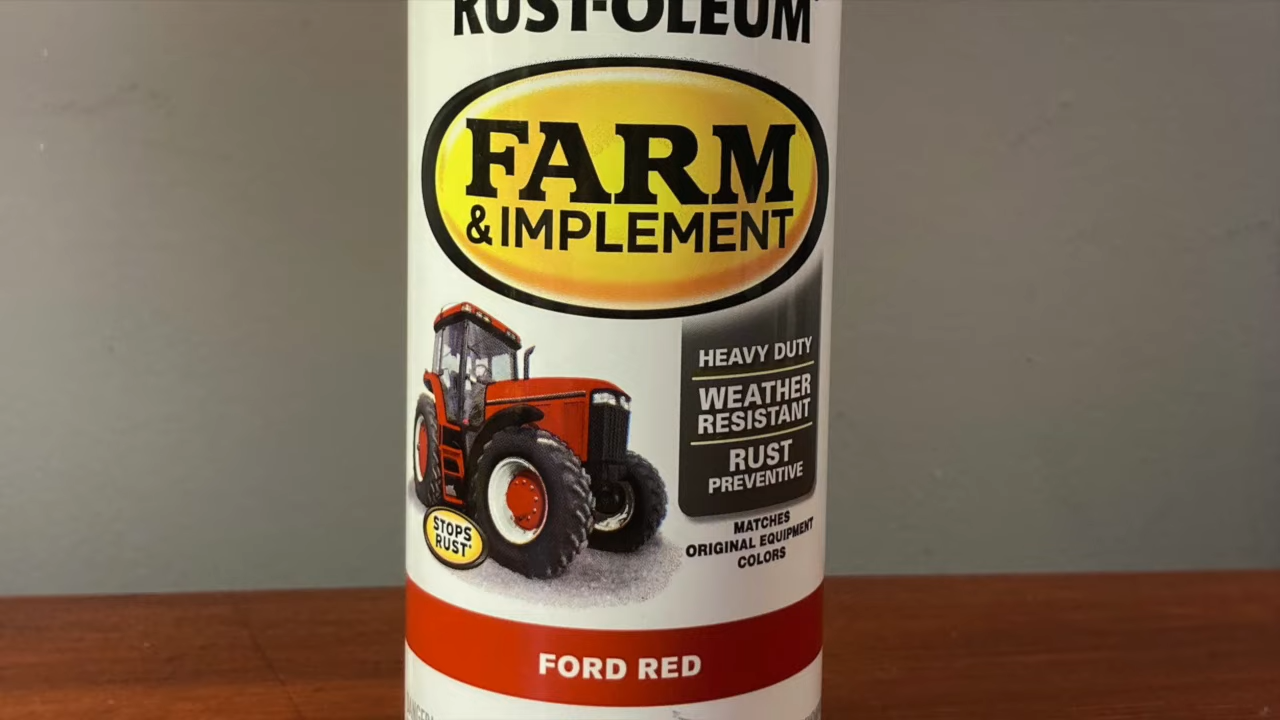 RUST-OLEUM
FARM
& IMPLEMENT
HEAVY DUTY
WEATHER
RESISTANT
RUST
PREVENTIVE
MATCHES
ORIGINAL EQUIPMENT
COLORS
STOPS
RUST*
FORD RED